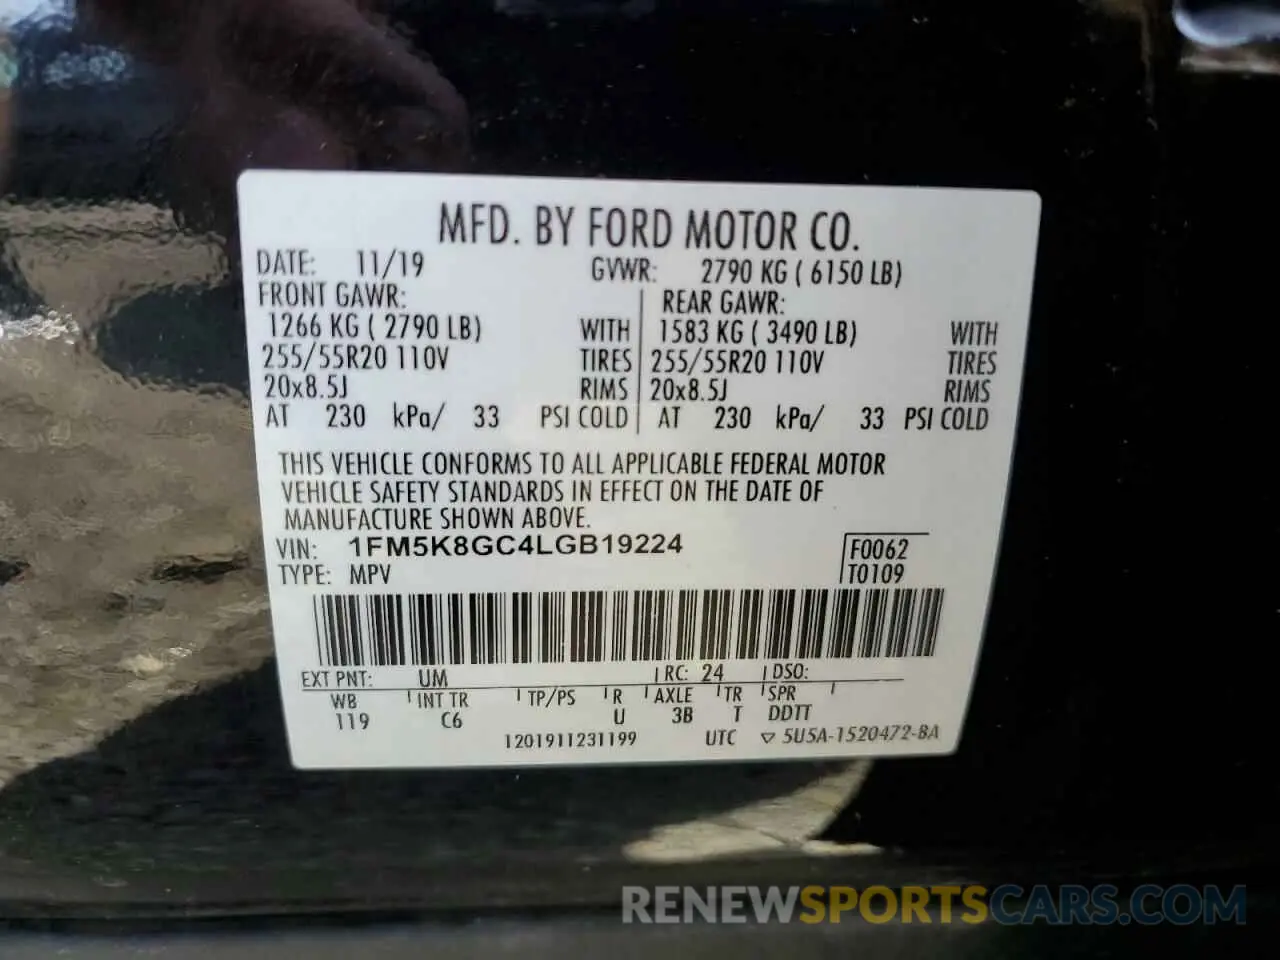 MFD. BY FORD MOTOR CO.
DATE: 11/19 GVWR: 2790 KG ( 6150 LB)
FRONT GAWR: REAR GAWR:
1266 KG ( 2790 LB) WITH 1583 KG ( 3490 LB) WITH
255/55R20 110V TIRES 255/55R20 110V TIRES
20x8.5J RIMS 20x8.5J RIMS
AT 230 kPa/ 33 PSI COLD AT 230 kPa/ 33 PSI COLD
THIS VEHICLE CONFORMS TO ALL APPLICABLE FEDERAL MOTOR
VEHICLE SAFETY STANDARDS IN EFFECT ON THE DATE OF
MANUFACTURE SHOWN ABOVE.
VIN: 1FM5K8GC4LGB19224 F0062
TYPE: MPV T0109
EXT PNT: UM RC: 24 DSO:
WB INT TR TP/PS R AXLE TR SPR
119 C6 U 3B T DDTT
1201911231199 UTC ▽ 5U5A-1520472-BA
RENEWSPORTSCARS.COM